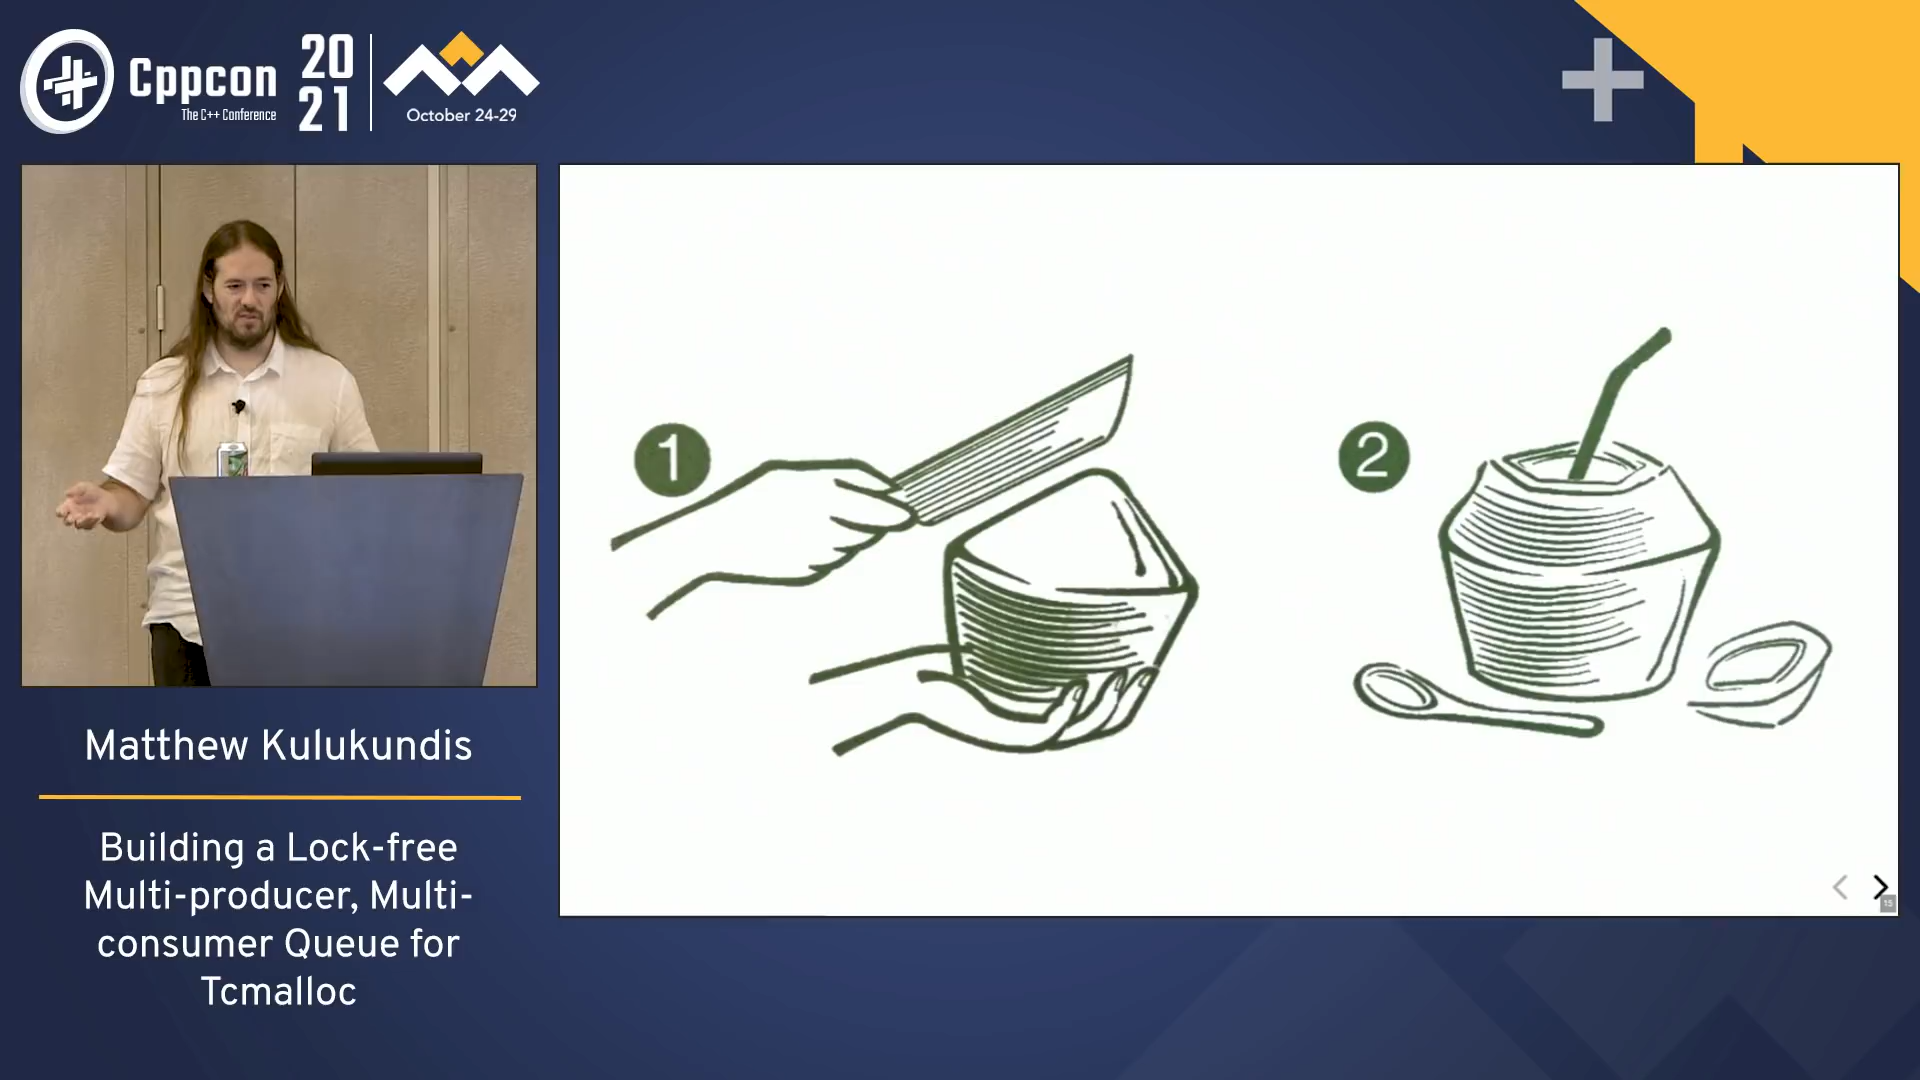 Cppcon
The C++ Conference
20
21
October 24-29
1
2
Matthew Kulukundis
Building a Lock-free
Multi-producer, Multi-
consumer Queue for
Tcmalloc
15